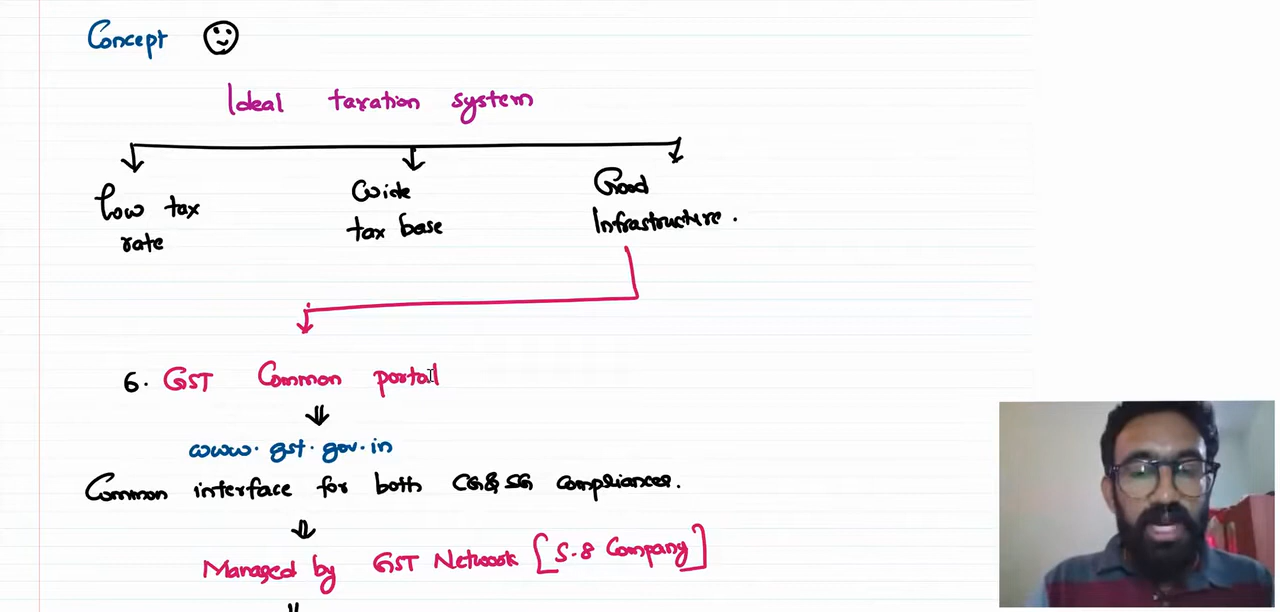 Concept
Ideal taxation system
Low tax rate
Wide tax base
Good Infrastructure.
6. GST Common portal
www.gst.gov.in
Common interface for both CG & SG compliances.
Managed by GST Network [S-8 Company]